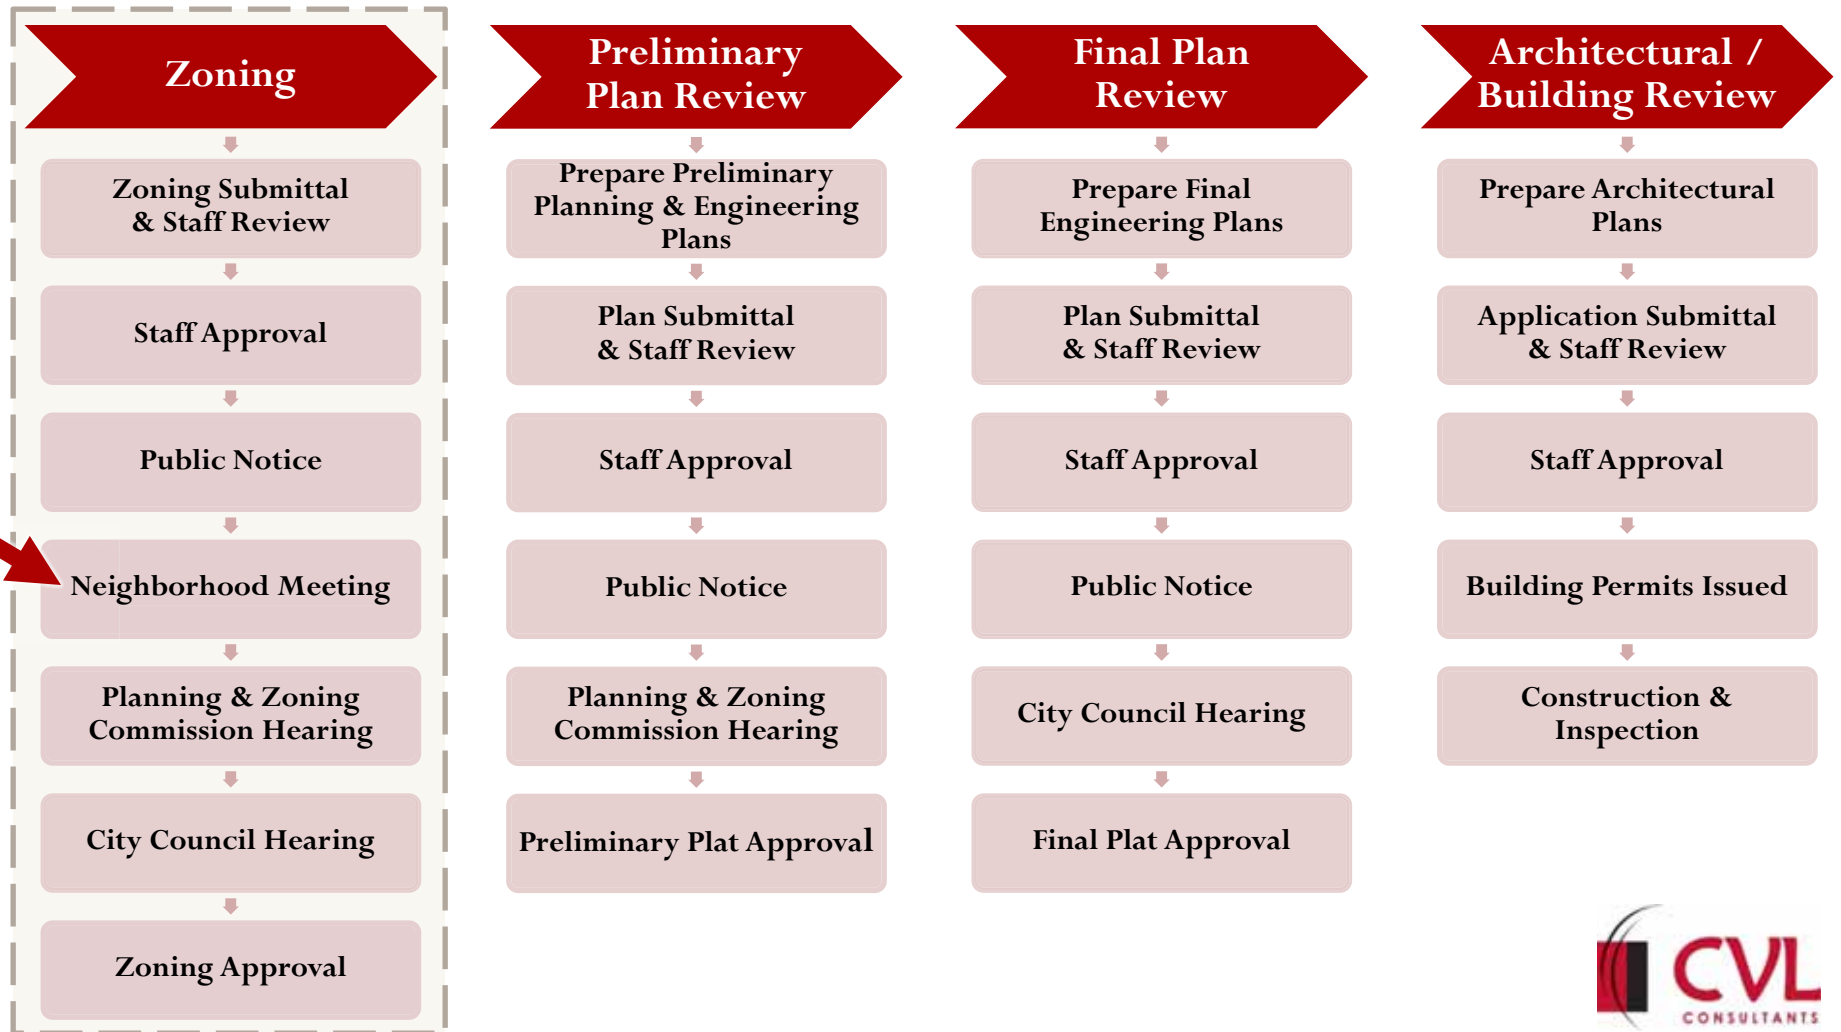 Zoning
Zoning Submittal
& Staff Review
Staff Approval
Public Notice
Neighborhood Meeting
Planning & Zoning
Commission Hearing
City Council Hearing
Zoning Approval
Preliminary
Plan Review
Prepare Preliminary
Planning & Engineering
Plans
Plan Submittal
& Staff Review
Staff Approval
Public Notice
Planning & Zoning
Commission Hearing
Preliminary Plat Approval
Final Plan
Review
Prepare Final
Engineering Plans
Plan Submittal
& Staff Review
Staff Approval
Public Notice
City Council Hearing
Final Plat Approval
Architectural /
Building Review
Prepare Architectural
Plans
Application Submittal
& Staff Review
Staff Approval
Building Permits Issued
Construction &
Inspection
CVL
CONSULTANTS